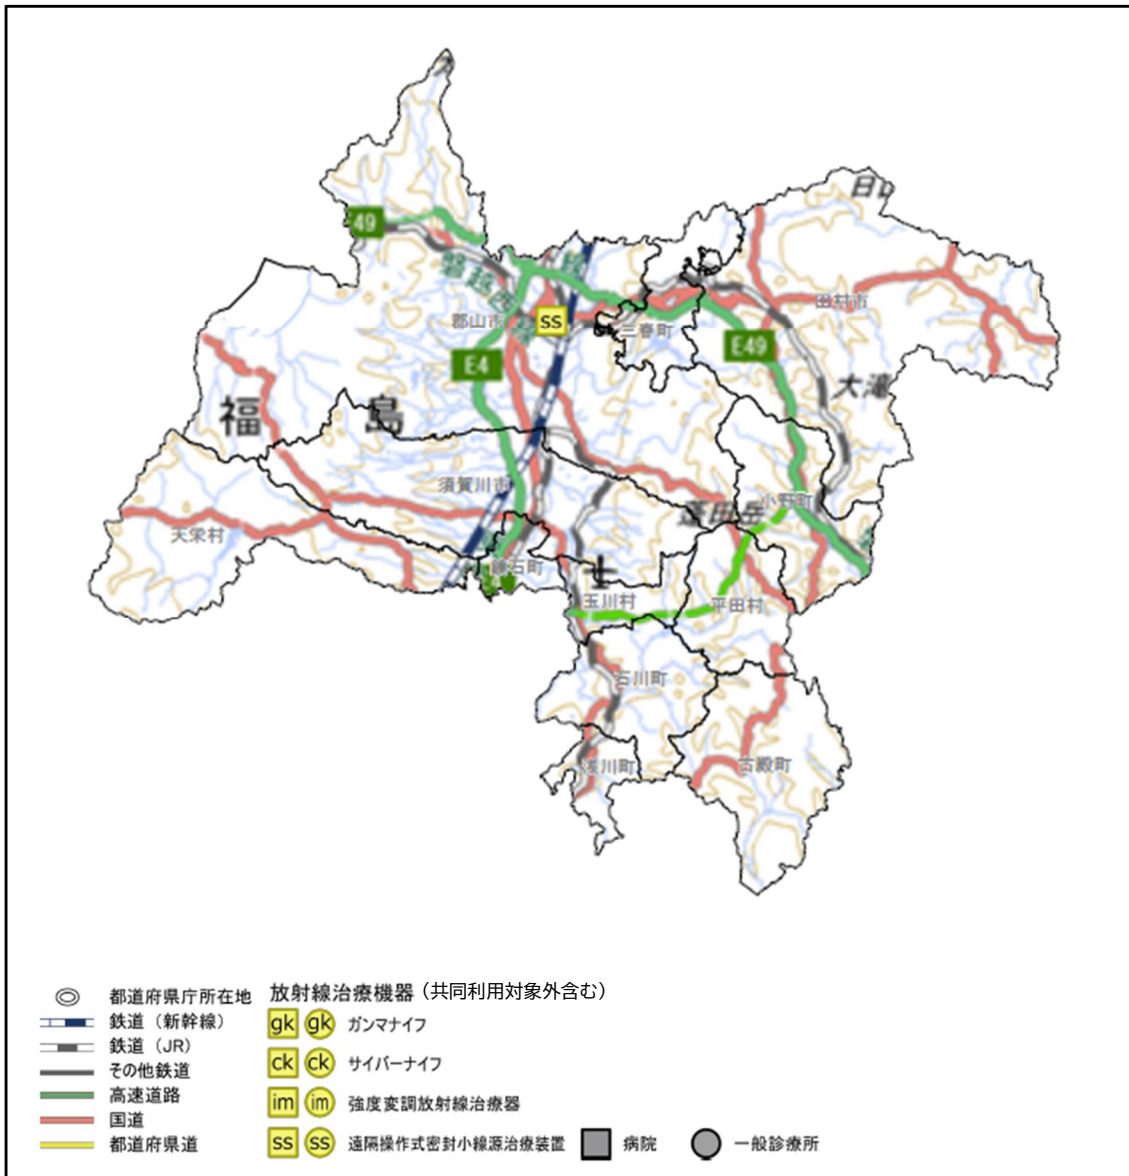 日山
49
磐越西線
郡山市
ss
三春町
田村市
E4
E49
大滝
福島
須賀川市
蓬田岳
小野町
天栄村
鏡石町
玉川村
平田村
石川町
浅川町
古殿町
都道府県庁所在地
放射線治療機器（共同利用対象外含む）
鉄道（新幹線）
gk gk ガンマナイフ
鉄道（JR）
ck ck サイバーナイフ
その他鉄道
高速道路
im im 強度変調放射線治療器
国道
都道府県道
ss ss 遠隔操作式密封小線源治療装置
病院
一般診療所